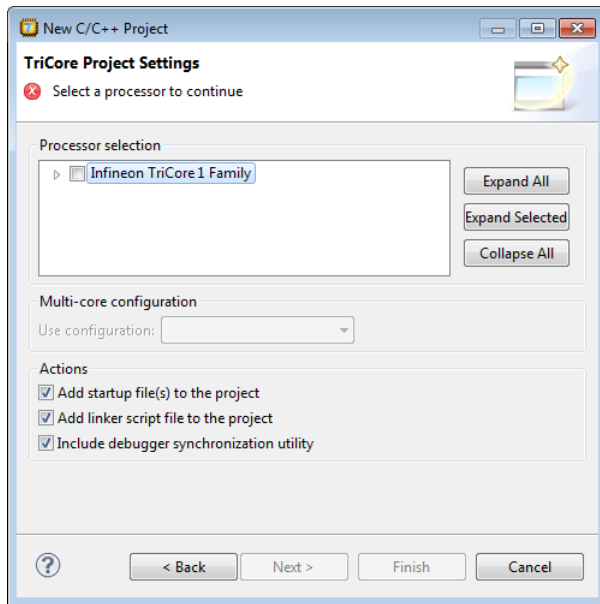 New C/C++ Project
TriCore Project Settings
Select a processor to continue
Processor selection
Infineon TriCore 1 Family
Expand All
Expand Selected
Collapse All
Multi-core configuration
Use configuration:
Actions
Add startup file(s) to the project
Add linker script file to the project
Include debugger synchronization utility
?
< Back
Next >
Finish
Cancel